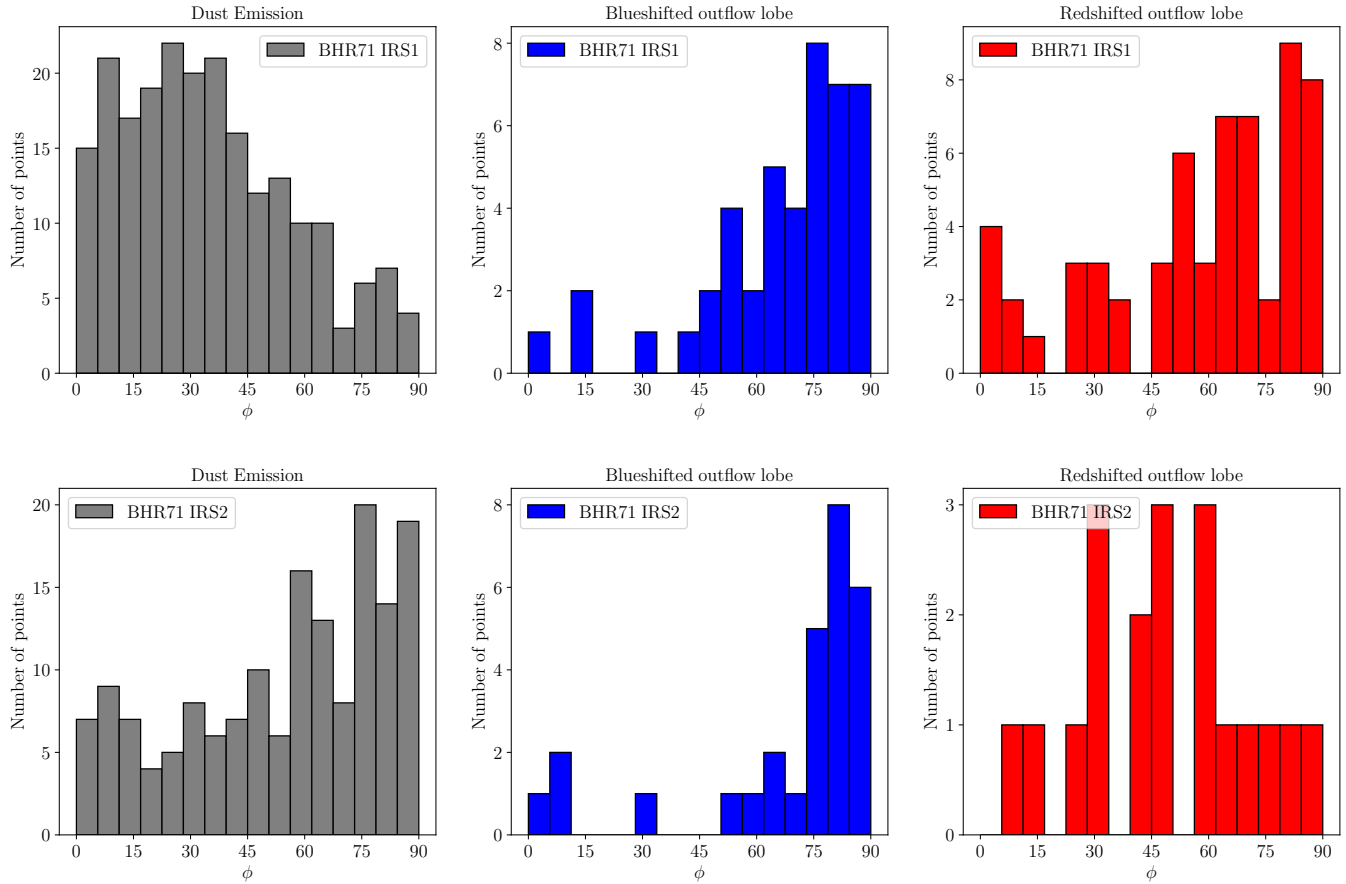 Dust Emission
BHR71 IRS1
Number of points
20
15
10
5
0
0 15 30 45 60 75 90
ϕ
Blueshifted outflow lobe
BHR71 IRS1
Number of points
8
6
4
2
0
0 15 30 45 60 75 90
ϕ
Redshifted outflow lobe
BHR71 IRS1
Number of points
8
6
4
2
0
0 15 30 45 60 75 90
ϕ
Dust Emission
BHR71 IRS2
Number of points
20
15
10
5
0
0 15 30 45 60 75 90
ϕ
Blueshifted outflow lobe
BHR71 IRS2
Number of points
8
6
4
2
0
0 15 30 45 60 75 90
ϕ
Redshifted outflow lobe
BHR71 IRS2
Number of points
3
2
1
0
0 15 30 45 60 75 90
ϕ